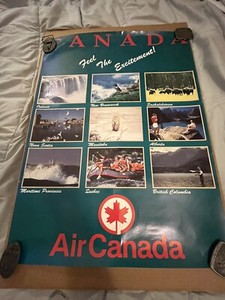 CANADA
Feel
The Excitement!
Ontario
New Brunswick
Saskatchewan
Nova Scotia
Manitoba
Alberta
Maritime Provinces
Quebec
British Columbia
Air Canada